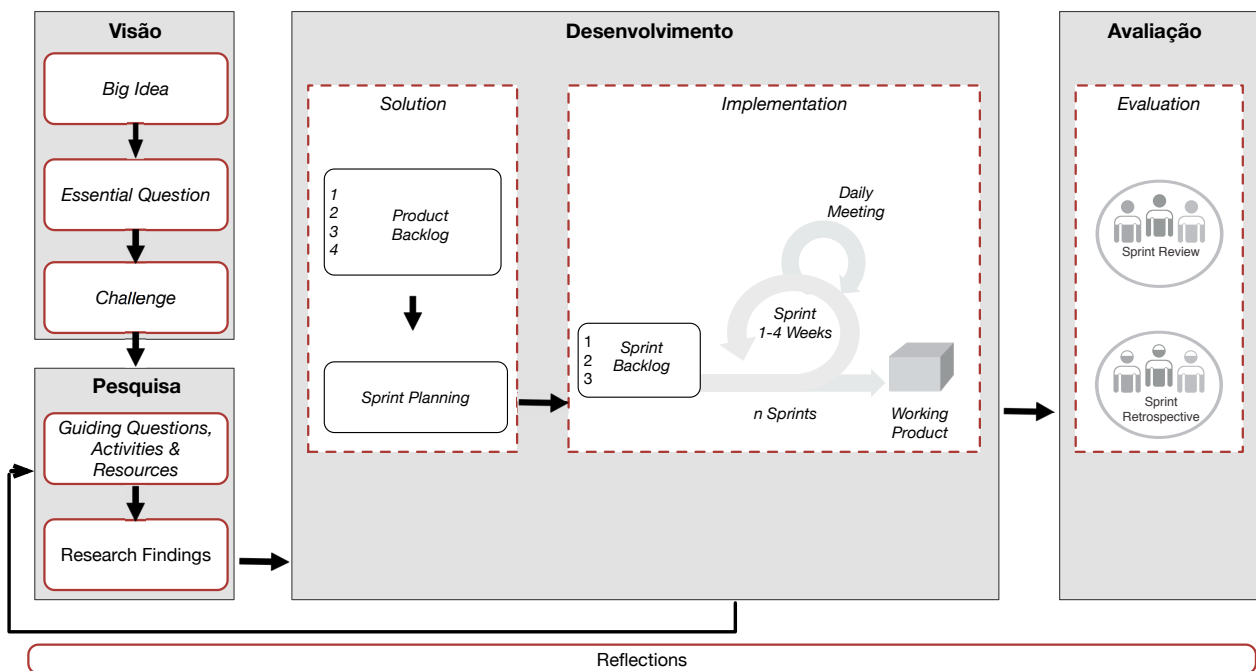 Visão
Big Idea
Essential Question
Challenge
Pesquisa
Guiding Questions,
Activities &
Resources
Research Findings
Desenvolvimento
Solution
1
2
3
4
Product
Backlog
Sprint Planning
Implementation
Daily
Meeting
Sprint
1-4 Weeks
1
2
3
Sprint
Backlog
n Sprints
Working
Product
Avaliação
Evaluation
Sprint Review
Sprint
Retrospective
Reflections